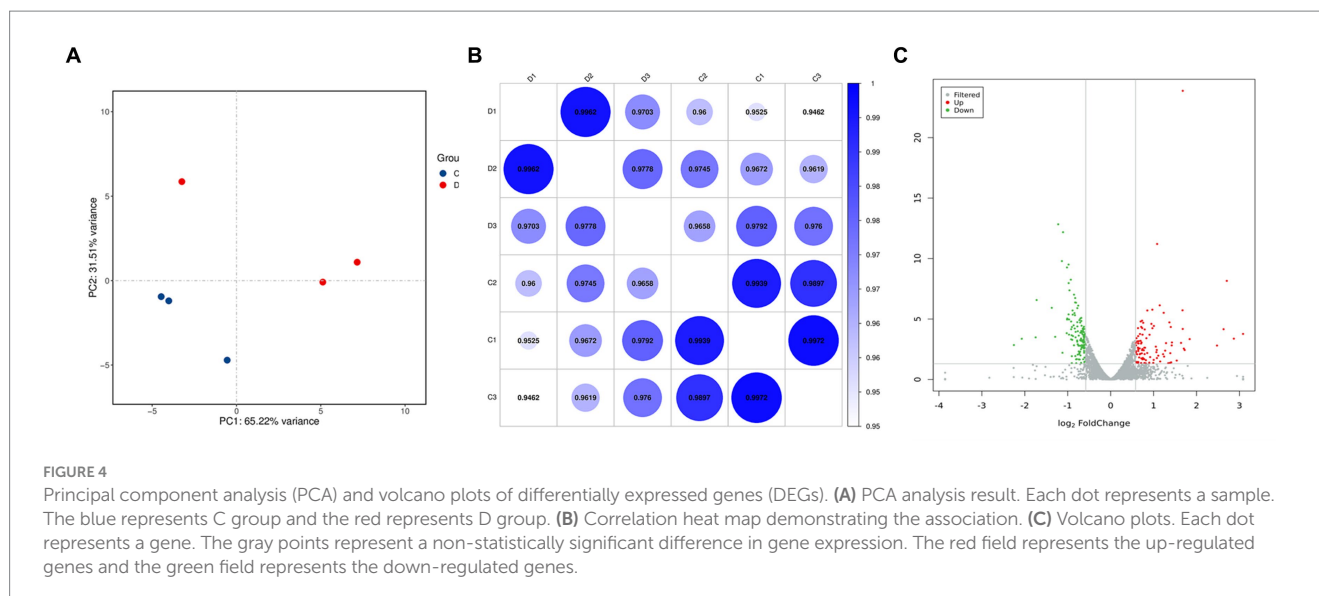 A
10
5
0
−5
−5
0
5
10
PC2: 31.51% variance
PC1: 65.22% variance
Grou
C
D
B
D1 D2 D3 C2 C1 C3
D1 0.9982 0.9703 0.96 0.9525 0.9462
D2 0.9982 0.9778 0.9745 0.9672 0.9619
D3 0.9703 0.9778 0.9658 0.9792 0.976
C2 0.96 0.9745 0.9658 0.9939 0.9897
C1 0.9525 0.9672 0.9792 0.9939 0.9972
C3 0.9462 0.9619 0.976 0.9897 0.9972
1
0.99
0.99
0.98
0.98
0.97
0.97
0.96
0.96
0.95
0.95
C
Filtered
Up
Down
20
15
10
5
0
-4 -3 -2 -1 0 1 2 3
log₂ FoldChange
FIGURE 4
Principal component analysis (PCA) and volcano plots of differentially expressed genes (DEGs). (A) PCA analysis result. Each dot represents a sample.
The blue represents C group and the red represents D group. (B) Correlation heat map demonstrating the association. (C) Volcano plots. Each dot
represents a gene. The gray points represent a non-statistically significant difference in gene expression. The red field represents the up-regulated
genes and the green field represents the down-regulated genes.